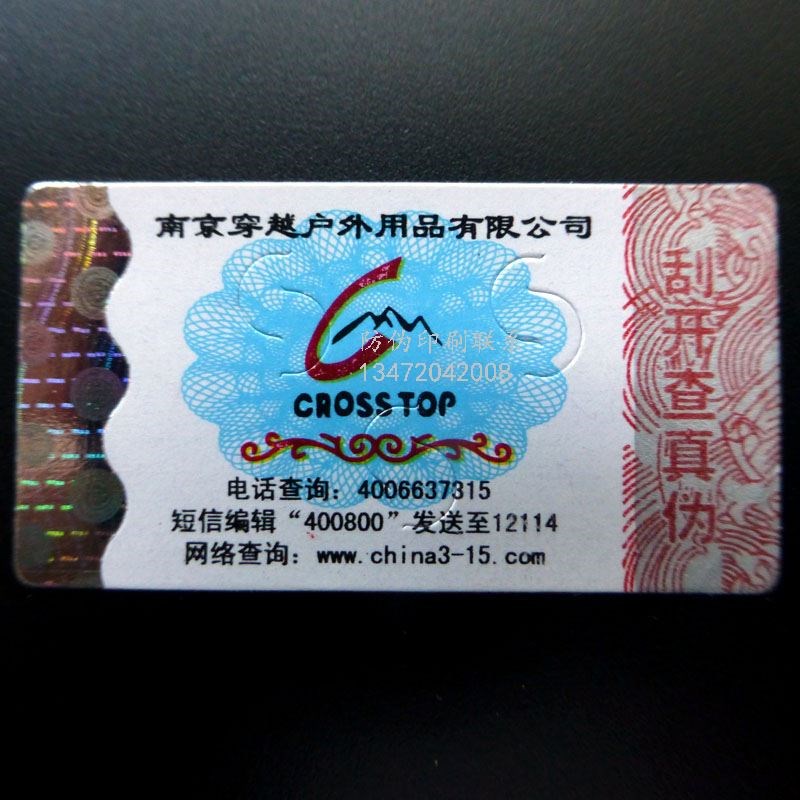 南京穿越户外用品有限公司
防伪印刷联系
13472040008
CROSSTOP
电话查询：4006637315
短信编辑“400800”发送至12114
网络查询：www.china3-15.com
刮开查真伪